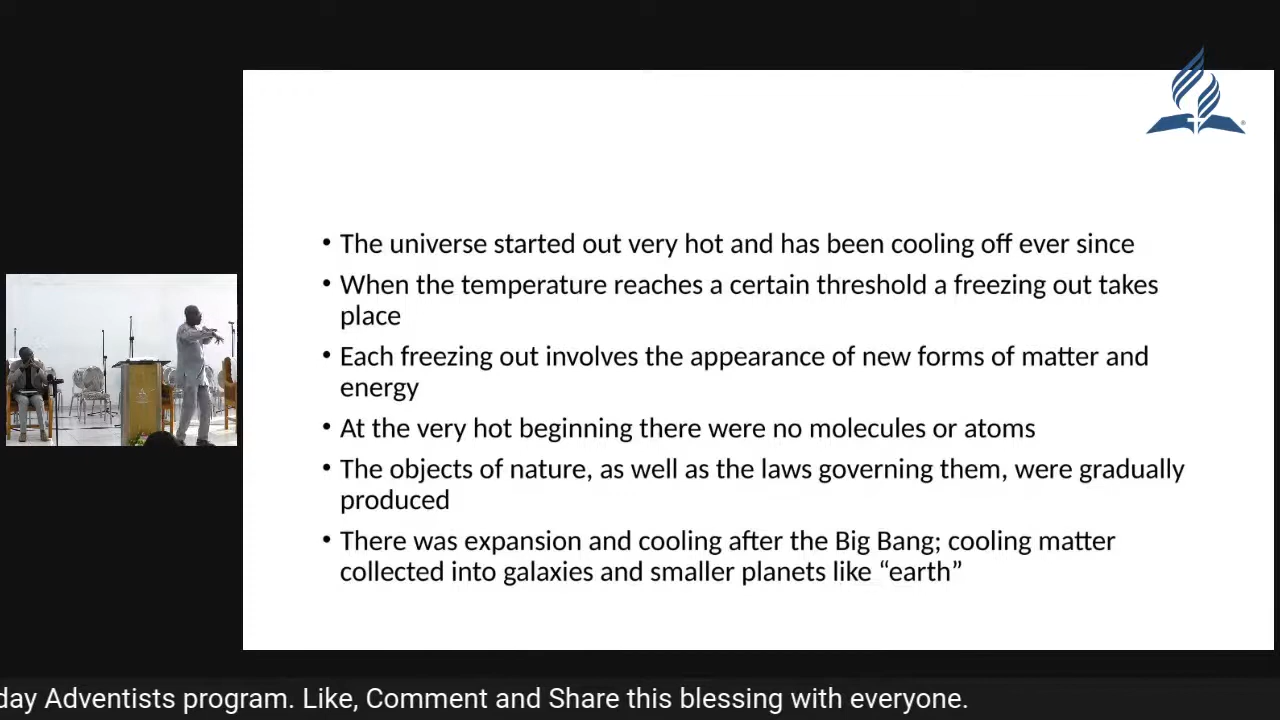 • The universe started out very hot and has been cooling off ever since
• When the temperature reaches a certain threshold a freezing out takes
place
• Each freezing out involves the appearance of new forms of matter and
energy
• At the very hot beginning there were no molecules or atoms
• The objects of nature, as well as the laws governing them, were gradually
produced
• There was expansion and cooling after the Big Bang; cooling matter
collected into galaxies and smaller planets like “earth”
day Adventists program. Like, Comment and Share this blessing with everyone.